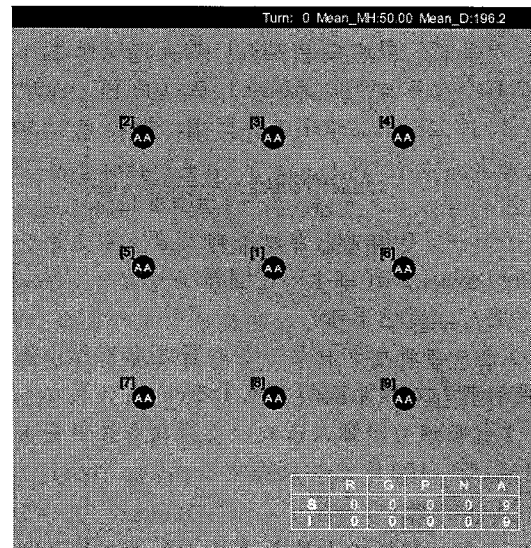 Turn: 0 Mean_MH:50.00 Mean_D:196.2
[2] [3] [4]
AA AA AA
[5] [1] [6]
AA AA AA
[7] [8] [9]
AA AA AA
R G P N A
S 0 0 0 0 9
I 0 0 0 0 9